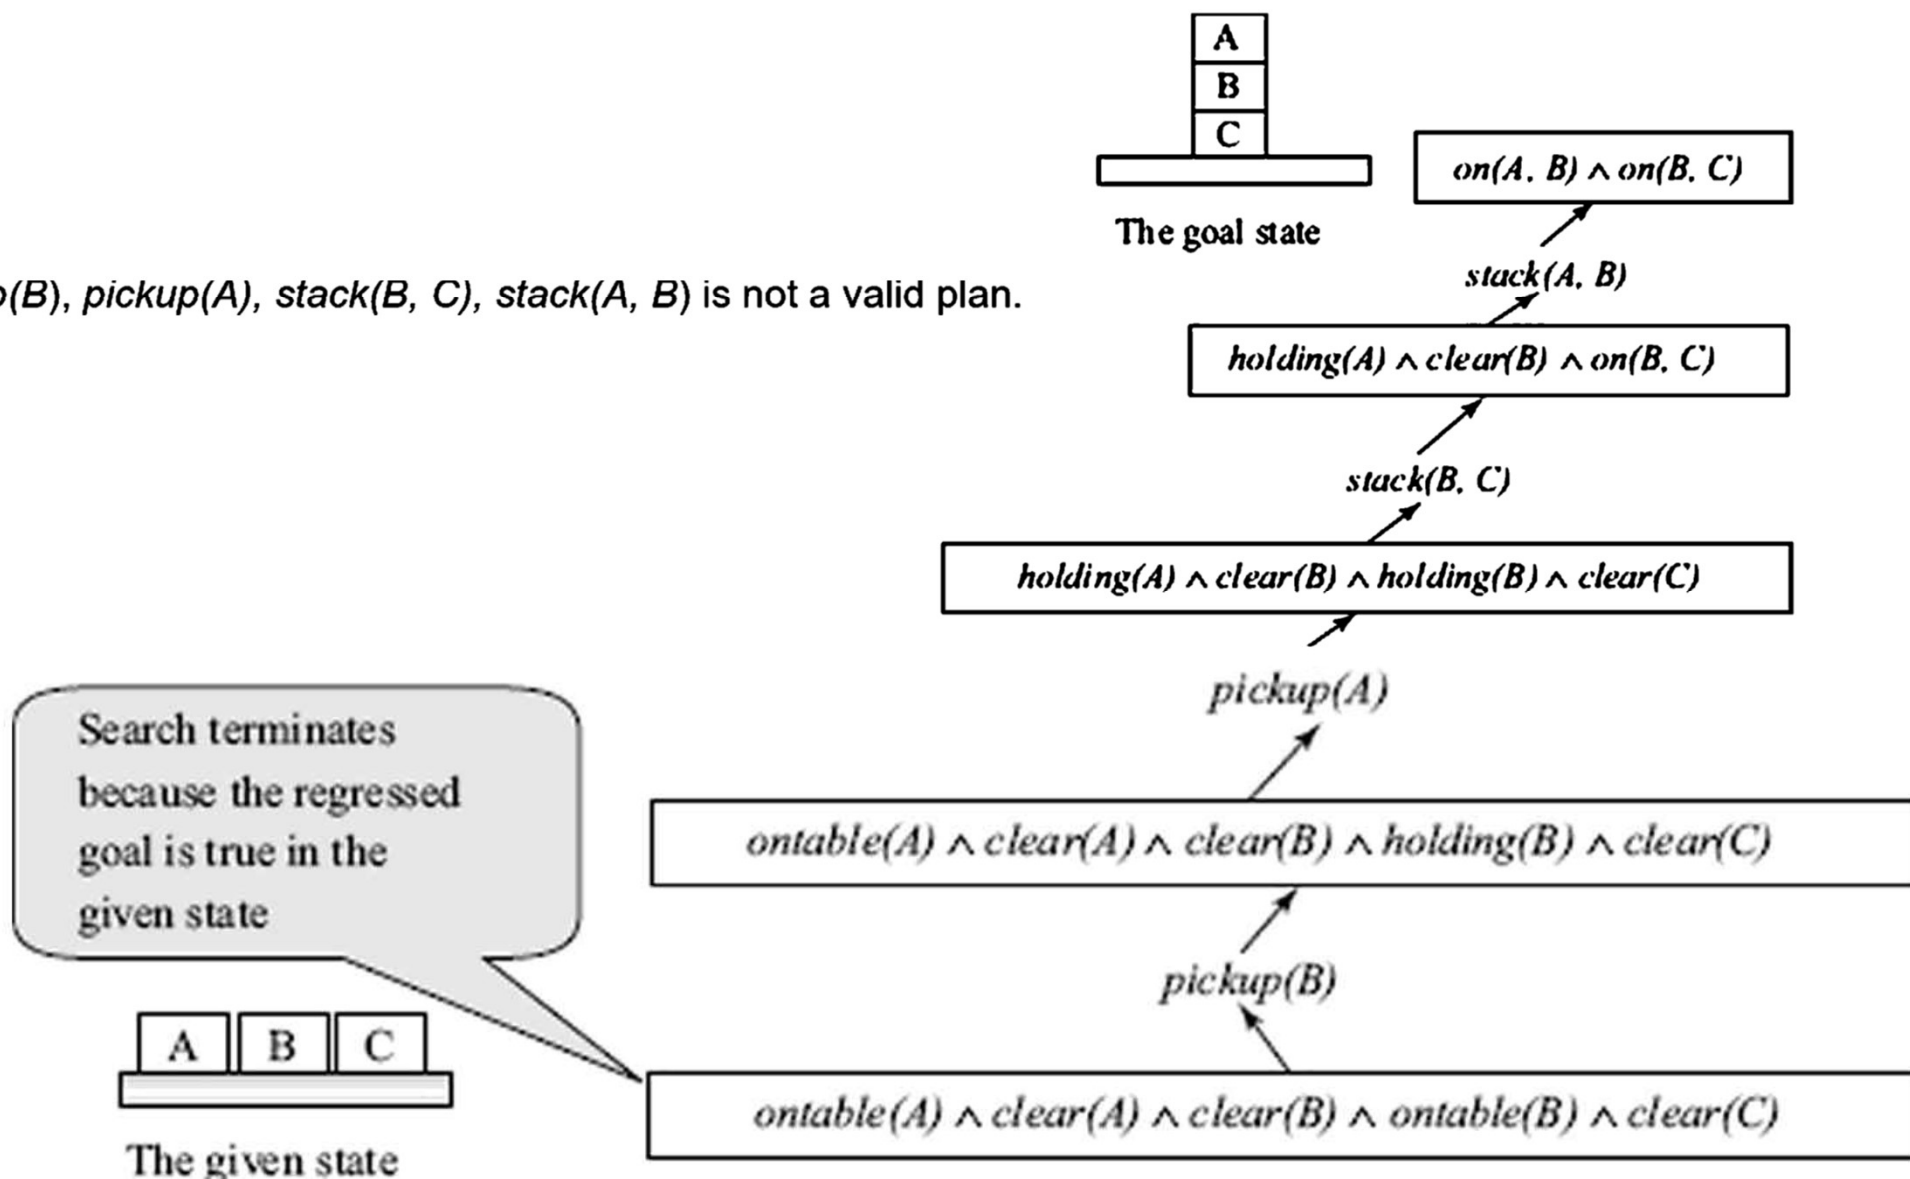 A
B
C
The goal state
on(A, B) ∧ on(B, C)
stack(A, B)
(B), pickup(A), stack(B, C), stack(A, B) is not a valid plan.
holding(A) ∧ clear(B) ∧ on(B, C)
stack(B, C)
holding(A) ∧ clear(B) ∧ holding(B) ∧ clear(C)
pickup(A)
Search terminates
because the regressed
goal is true in the
given state
ontable(A) ∧ clear(A) ∧ clear(B) ∧ holding(B) ∧ clear(C)
pickup(B)
A B C
ontable(A) ∧ clear(A) ∧ clear(B) ∧ ontable(B) ∧ clear(C)
The given state